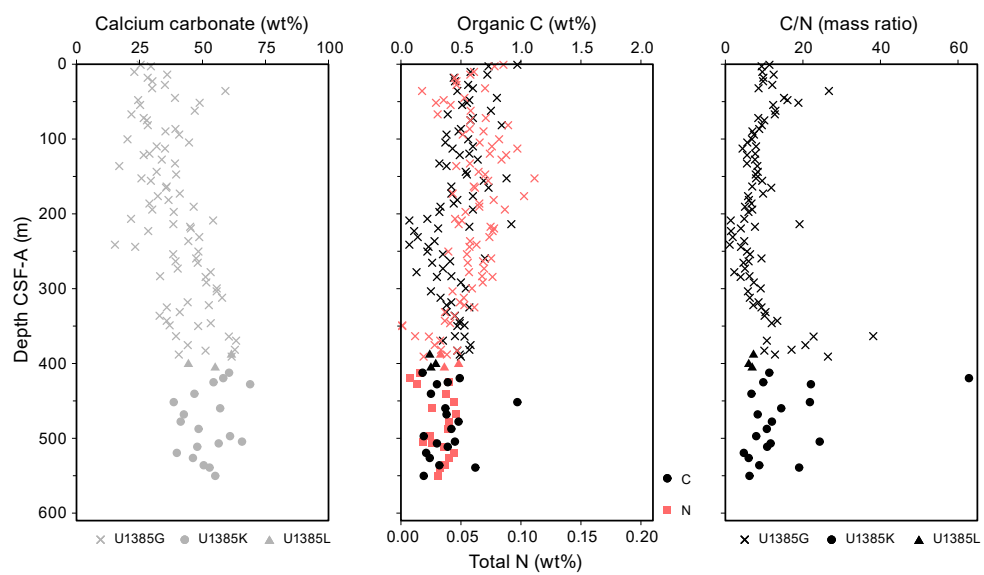 Calcium carbonate (wt%)
0 25 50 75 100
Organic C (wt%)
0.0 0.5 1.0 1.5 2.0
C/N (mass ratio)
0 20 40 60
Depth CSF-A (m)
0
100
200
300
400
500
600
C
N
0.00 0.05 0.10 0.15 0.20
Total N (wt%)
U1385G U1385K U1385L
U1385G U1385K U1385L